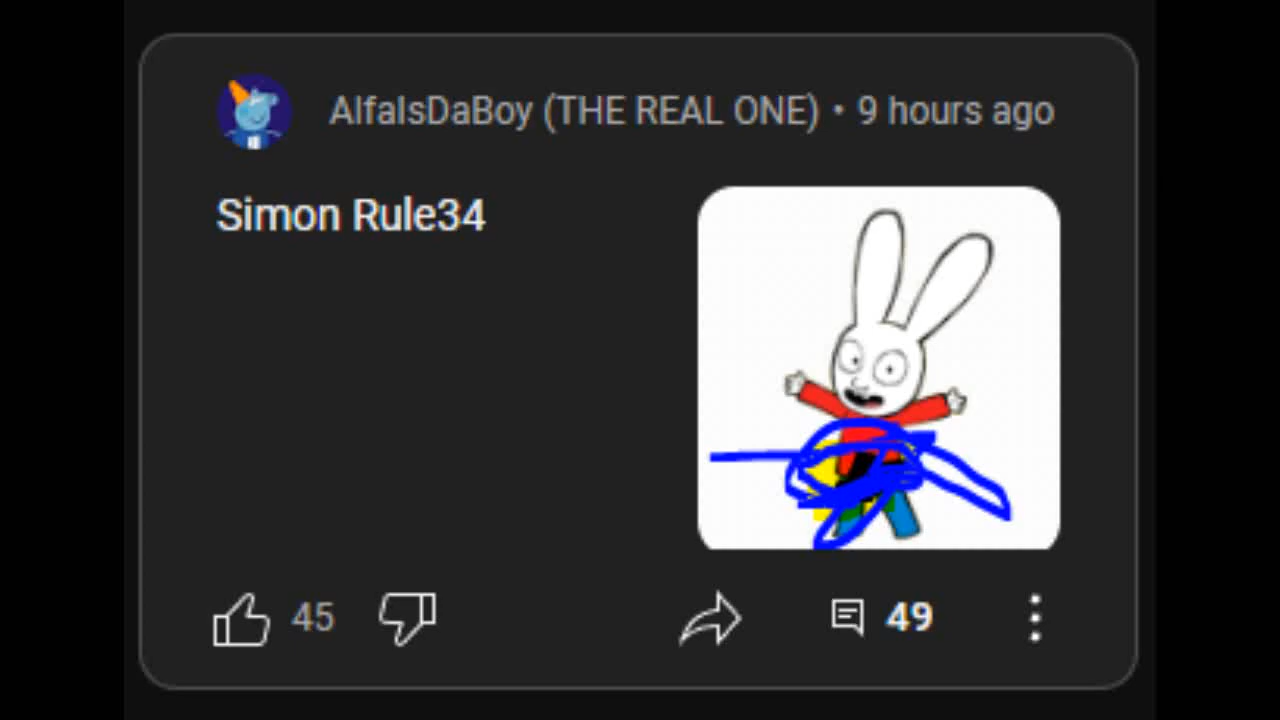 AlfaIsDaBoy (THE REAL ONE) • 9 hours ago
Simon Rule34
45 49